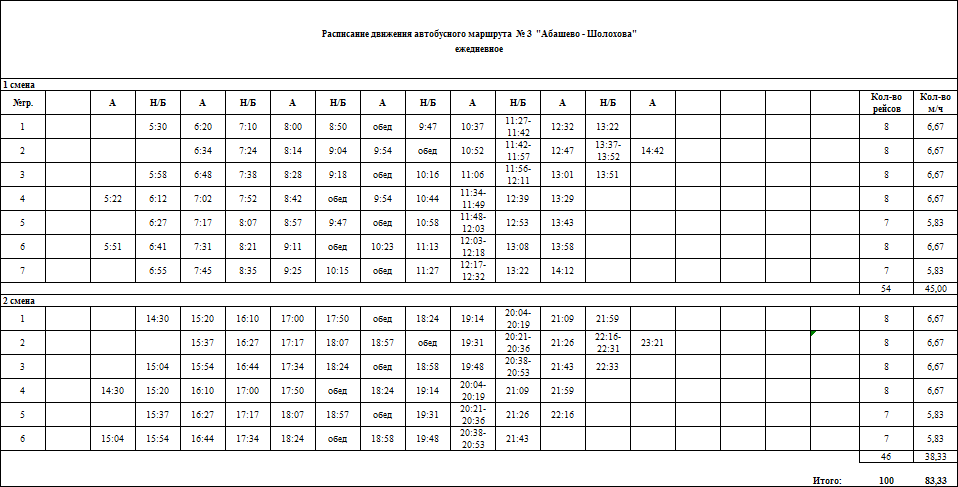 Расписание движения автобусного маршрута № 3 "Абашево - Шолохова"
ежедневное
1 смена
№гр. А Н/Б А Н/Б А Н/Б А Н/Б А Н/Б А Н/Б А Кол-во рейсов Кол-во м/ч
1 5:30 6:20 7:10 8:00 8:50 обед 9:47 10:37 11:27-11:42 12:32 13:22 8 6,67
2 6:34 7:24 8:14 9:04 9:54 обед 10:52 11:42-11:57 12:47 13:37-13:52 14:42 8 6,67
3 5:58 6:48 7:38 8:28 9:18 обед 10:16 11:06 11:56-12:11 13:01 13:51 8 6,67
4 5:22 6:12 7:02 7:52 8:42 обед 9:54 10:44 11:34-11:49 12:39 13:29 8 6,67
5 6:27 7:17 8:07 8:57 9:47 обед 10:58 11:48-12:03 12:53 13:43 7 5,83
6 5:51 6:41 7:31 8:21 9:11 обед 10:23 11:13 12:03-12:18 13:08 13:58 8 6,67
7 6:55 7:45 8:35 9:25 10:15 обед 11:27 12:17-12:32 13:22 14:12 7 5,83
54 45,00
2 смена
1 14:30 15:20 16:10 17:00 17:50 обед 18:24 19:14 20:04-20:19 21:09 21:59 8 6,67
2 15:37 16:27 17:17 18:07 18:57 обед 19:31 20:21-20:36 21:26 22:16-22:31 23:21 8 6,67
3 15:04 15:54 16:44 17:34 18:24 обед 18:58 19:48 20:38-20:53 21:43 22:33 8 6,67
4 14:30 15:20 16:10 17:00 17:50 обед 18:24 19:14 20:04-20:19 21:09 21:59 8 6,67
5 15:37 16:27 17:17 18:07 18:57 обед 19:31 20:21-20:36 21:26 22:16 7 5,83
6 15:04 15:54 16:44 17:34 18:24 обед 18:58 19:48 20:38-20:53 21:43 7 5,83
46 38,33
Итого: 100 83,33